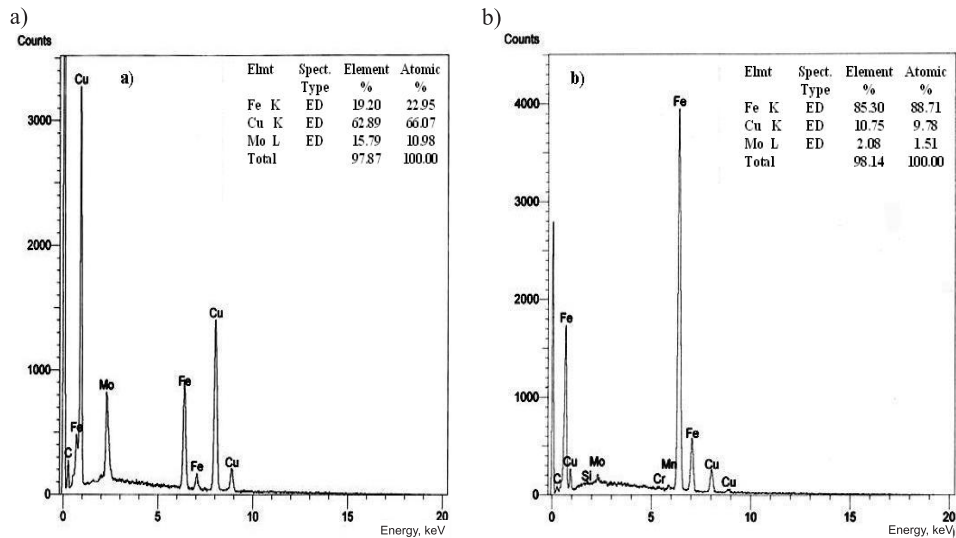 a)
Counts
a)
Elmt Spect. Element Atomic
Type % %
Fe K ED 19.20 22.95
Cu K ED 62.89 66.07
Mo L ED 15.79 10.98
Total 97.87 100.00
Cu
3000
2000
Cu
1000
Mo
Fe
Fe
C
Fe
Cu
0
0 5 10 15 20
Energy, keV
b)
Counts
b)
Elmt Spect. Element Atomic
Type % %
Fe K ED 85.30 88.71
Cu K ED 10.75 9.78
Mo L ED 2.08 1.51
Total 98.14 100.00
Fe
4000
3000
2000
Fe
1000
Fe
Cu
Mo
Mn
Cu
C
Si
Cr
Cu
0
0 5 10 15 20
Energy, keV